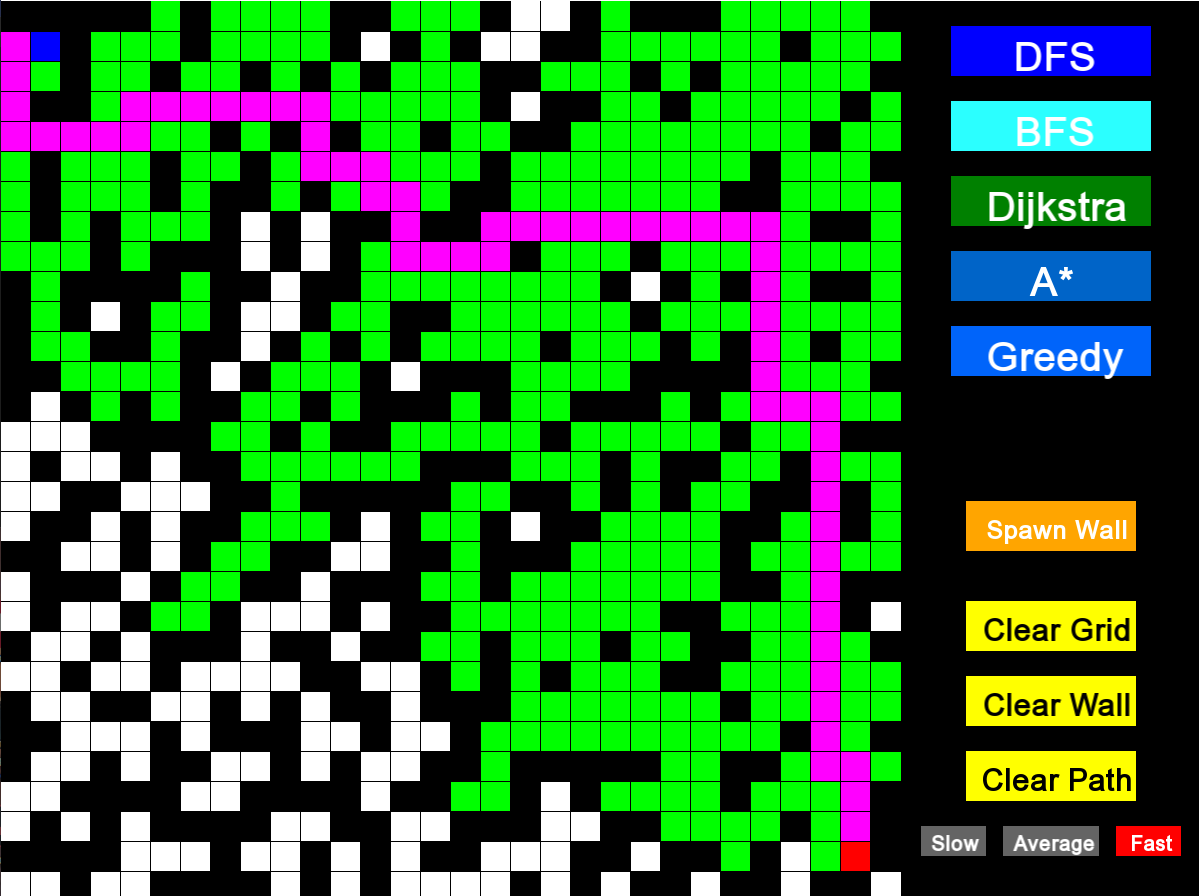 DFS
BFS
Dijkstra
A*
Greedy
Spawn Wall
Clear Grid
Clear Wall
Clear Path
Slow Average Fast